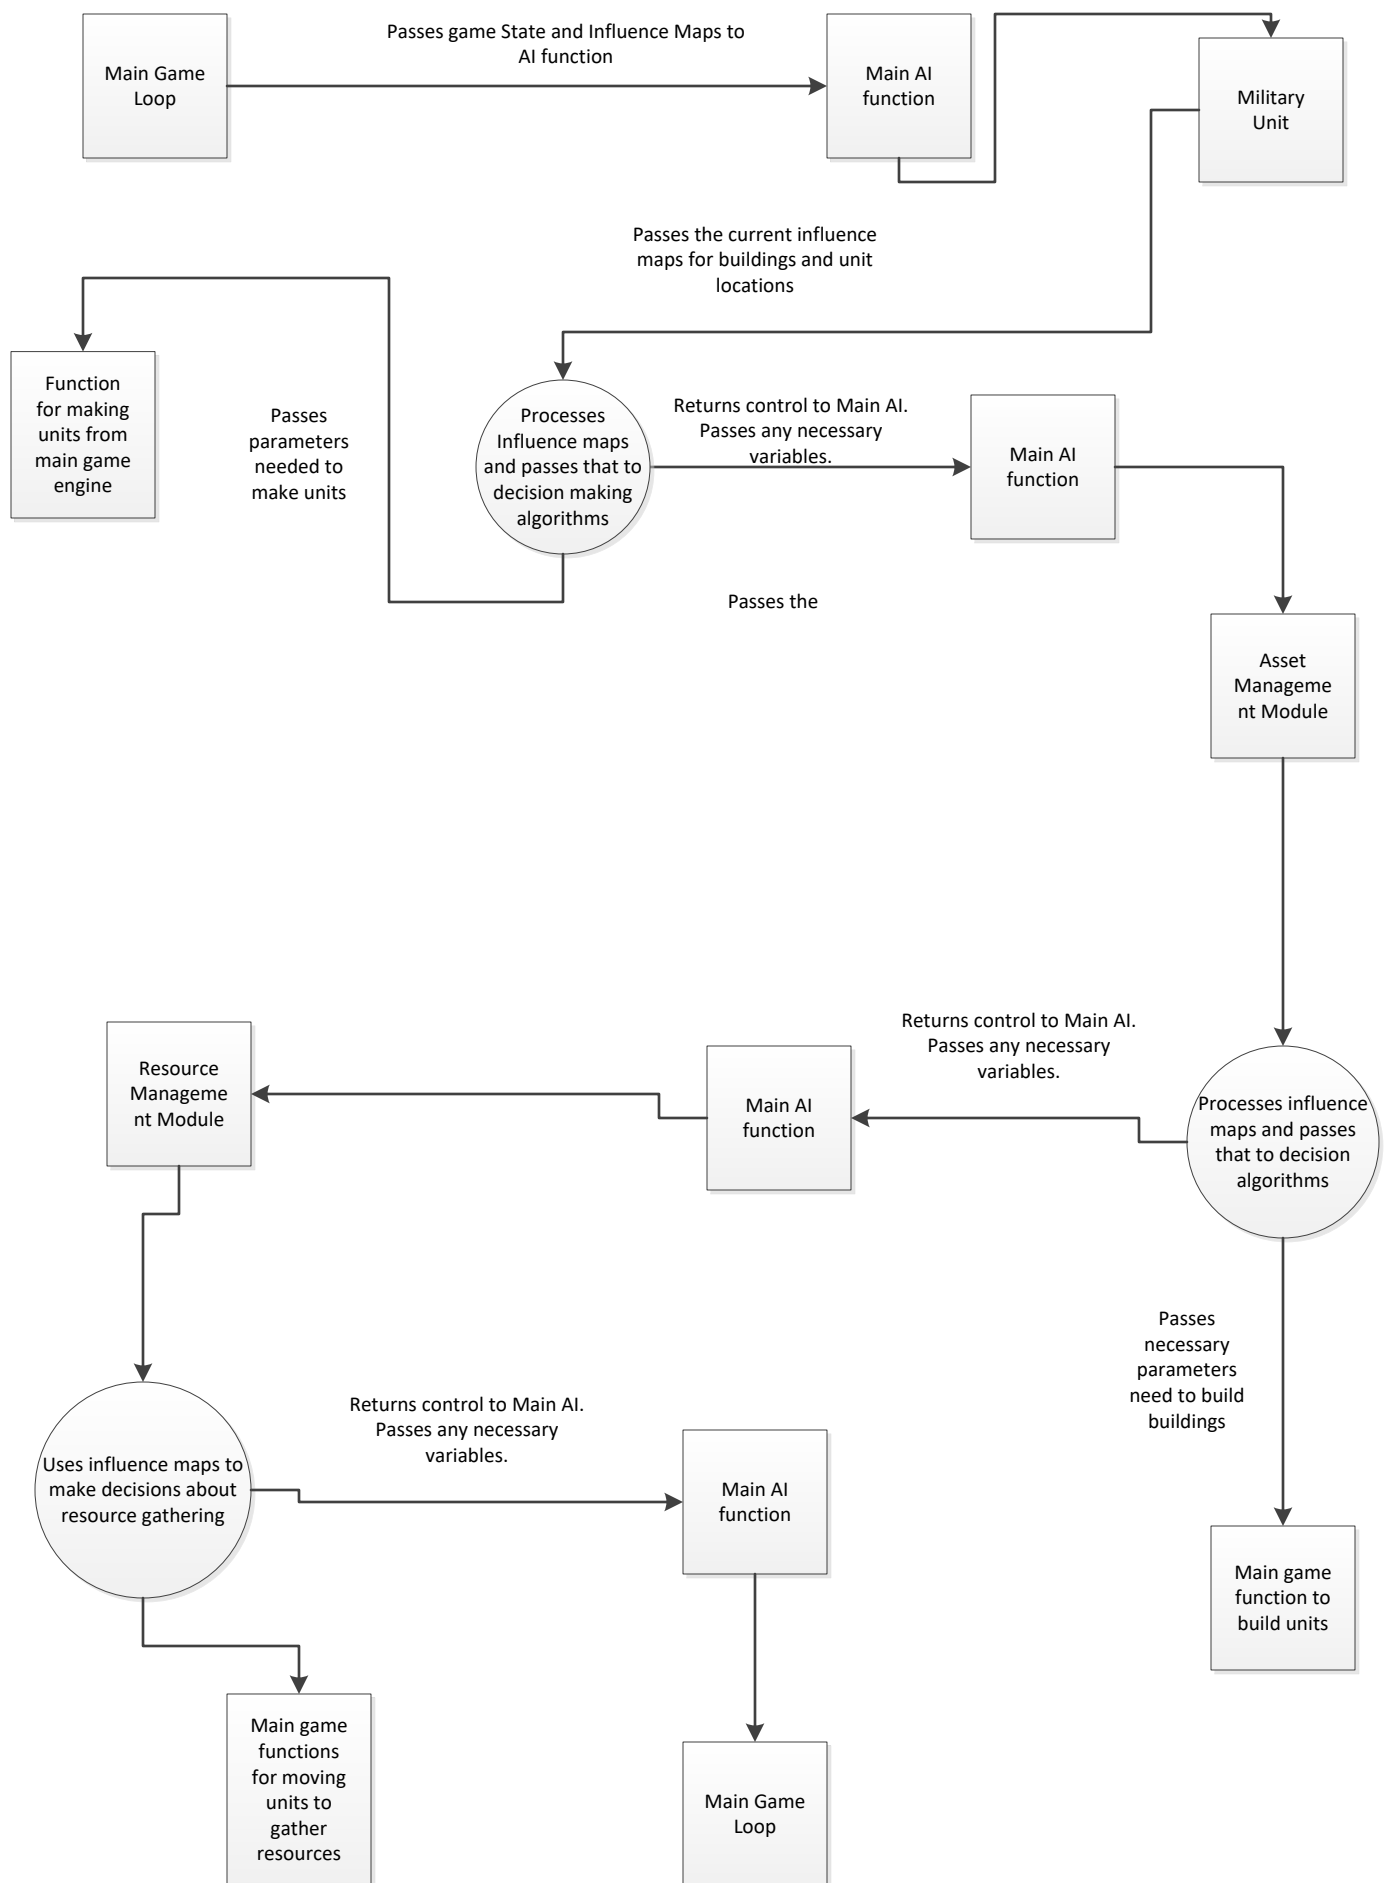 Passes game State and Influence Maps to
AI function
Main Game
Loop
Main AI
function
Military
Unit
Passes the current influence
maps for buildings and unit
locations
Function
for making
units from
main game
engine
Passes
parameters
needed to
make units
Processes
Influence maps
and passes that to
decision making
algorithms
Returns control to Main AI.
Passes any necessary
variables.
Main AI
function
Passes the
Asset
Manageme
nt Module
Resource
Manageme
nt Module
Main AI
function
Returns control to Main AI.
Passes any necessary
variables.
Processes influence
maps and passes
that to decision
algorithms
Passes
necessary
parameters
need to build
buildings
Uses influence maps to
make decisions about
resource gathering
Returns control to Main AI.
Passes any necessary
variables.
Main AI
function
Main game
function to
build units
Main game
functions
for moving
units to
gather
resources
Main Game
Loop